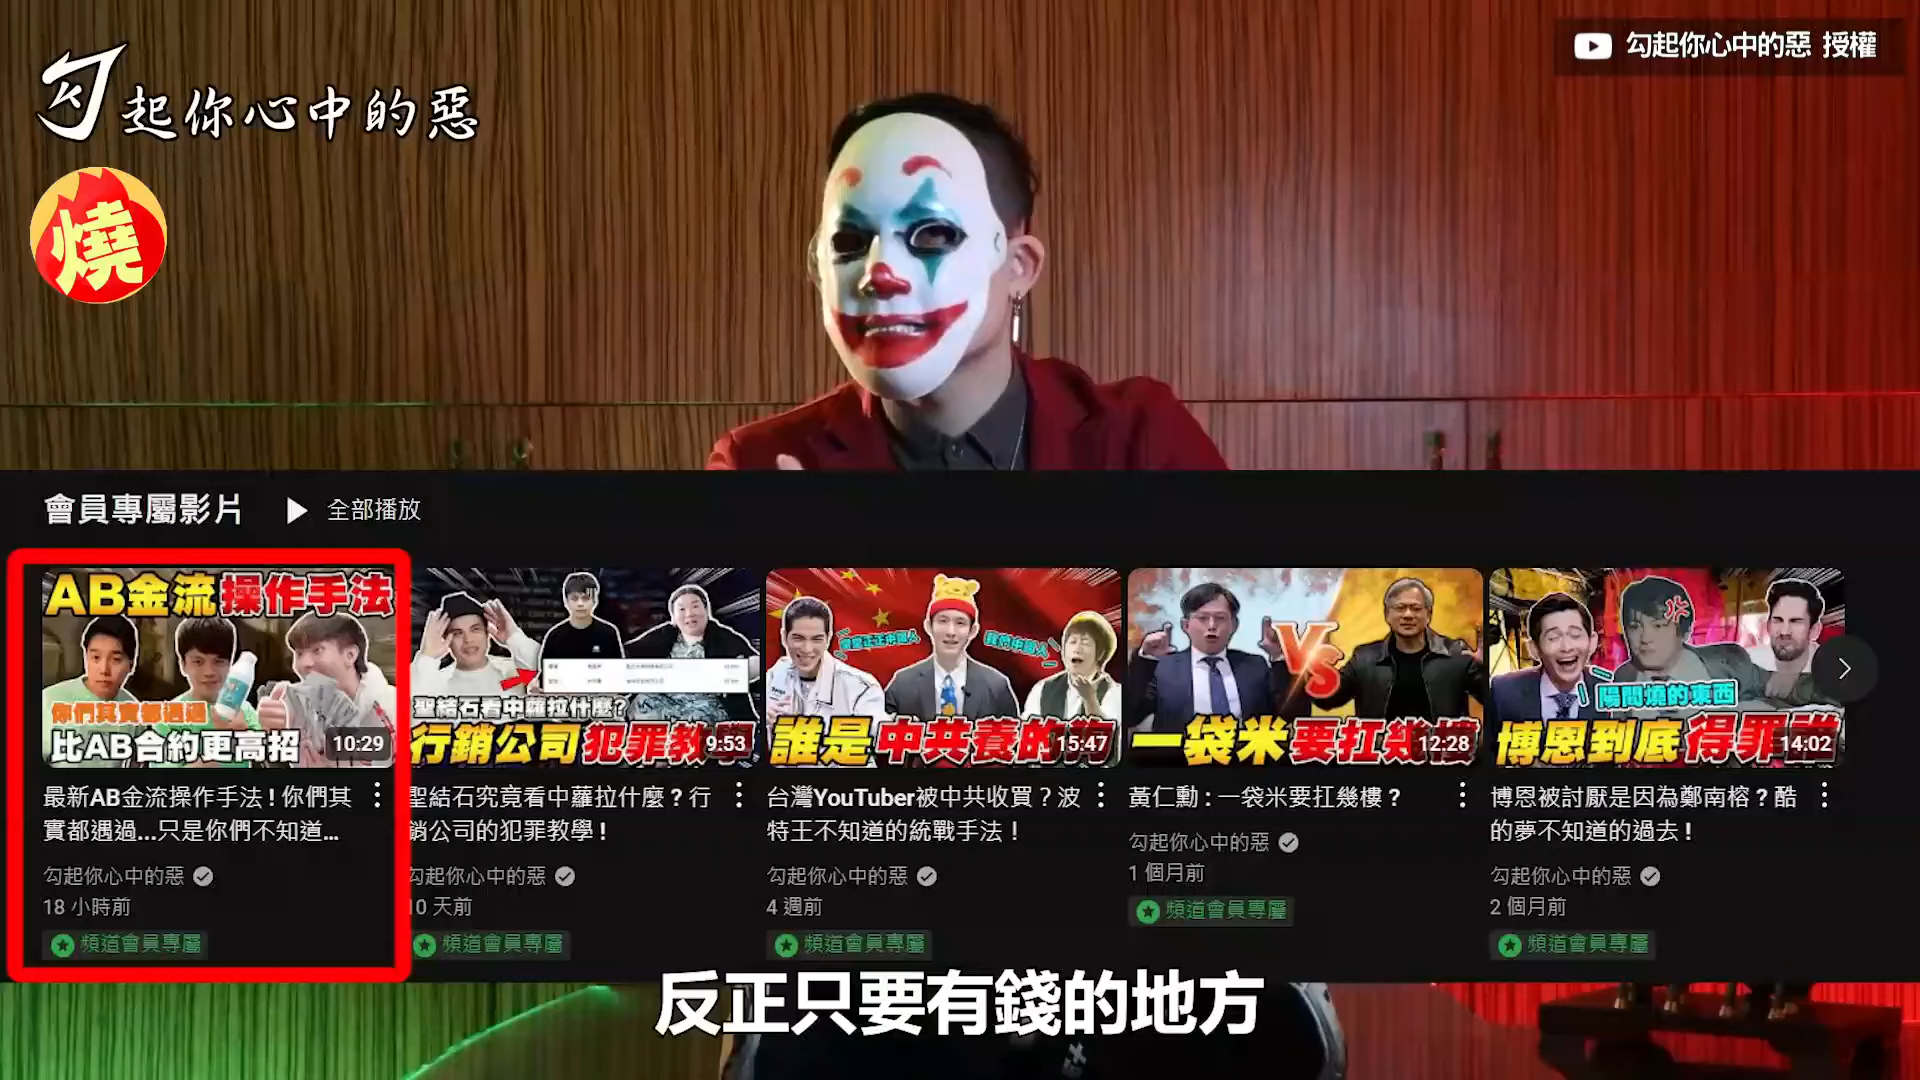 勾起你心中的惡 授權
勾起你心中的惡
燒
會員專屬影片
全部播放
AB金流操作手法
你們其實都遇過
比AB合約更高招
10:29
最新AB金流操作手法！你們其
實都遇過...只是你們不知道...
勾起你心中的惡
18 小時前
頻道會員專屬
聖結石看中蘿拉什麼?
行銷公司犯罪教學
9:53
聖結石究竟看中蘿拉什麼？行
銷公司的犯罪教學！
勾起你心中的惡
10 天前
頻道會員專屬
我們中國人
誰是中共養的狗
15:47
台灣YouTuber被中共收買？波
特王不知道的統戰手法！
勾起你心中的惡
4 週前
頻道會員專屬
VS
一袋米要扛幾樓
12:28
黃仁勳 : 一袋米要扛幾樓？
勾起你心中的惡
1 個月前
頻道會員專屬
陽間燒的東西
博恩到底得罪誰
14:02
博恩被討厭是因為鄭南榕？酷
的夢不知道的過去！
勾起你心中的惡
2 個月前
頻道會員專屬
反正只要有錢的地方